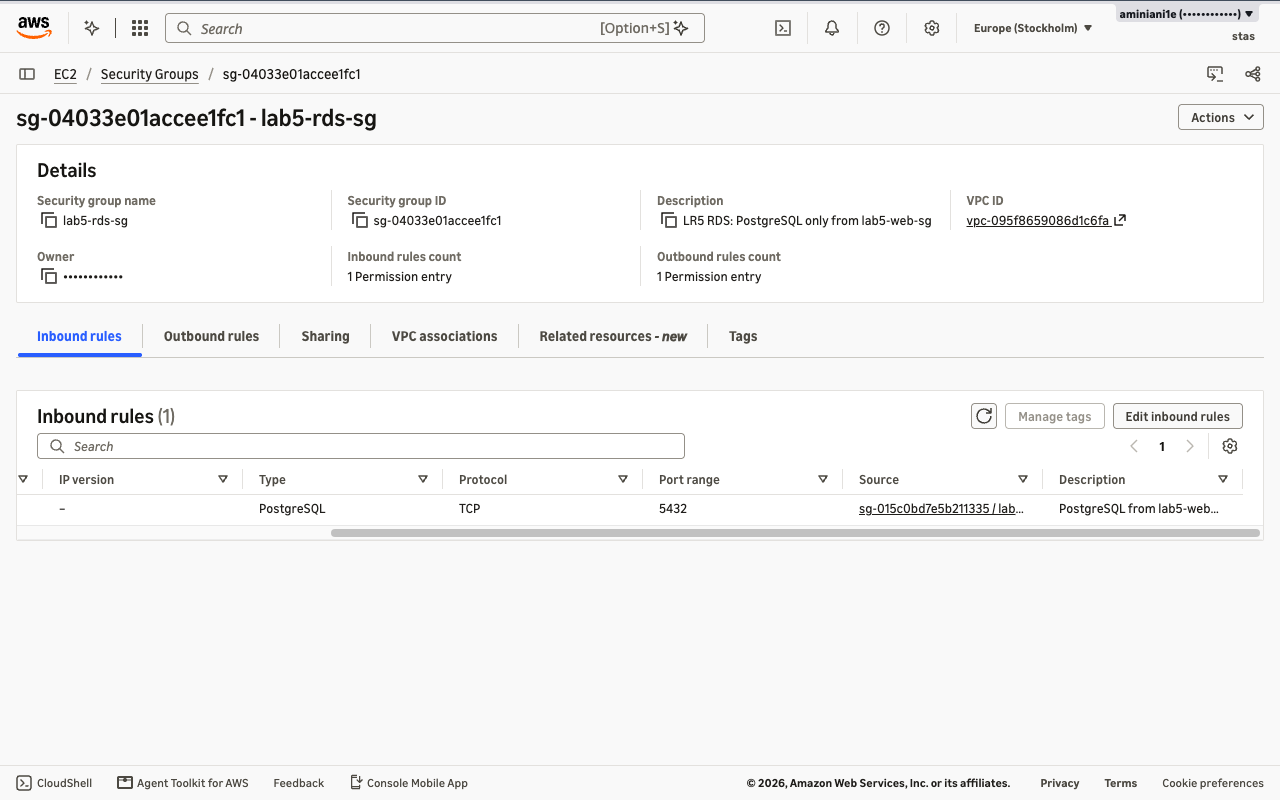 aws
Search
[Option+S]
Europe (Stockholm)
aminiani1e (••••••••••••)
stas
EC2 / Security Groups / sg-04033e01accee1fc1
sg-04033e01accee1fc1 - lab5-rds-sg
Actions
Details
Security group name
lab5-rds-sg
Security group ID
sg-04033e01accee1fc1
Description
LR5 RDS: PostgreSQL only from lab5-web-sg
VPC ID
vpc-095f8659086d1c6fa
Owner
••••••••••••
Inbound rules count
1 Permission entry
Outbound rules count
1 Permission entry
Inbound rules
Outbound rules
Sharing
VPC associations
Related resources - new
Tags
Inbound rules (1)
Manage tags
Edit inbound rules
Search
1
IP version
Type
Protocol
Port range
Source
Description
–
PostgreSQL
TCP
5432
sg-015c0bd7e5b211335 / lab...
PostgreSQL from lab5-web...
CloudShell
Agent Toolkit for AWS
Feedback
Console Mobile App
© 2026, Amazon Web Services, Inc. or its affiliates.
Privacy
Terms
Cookie preferences